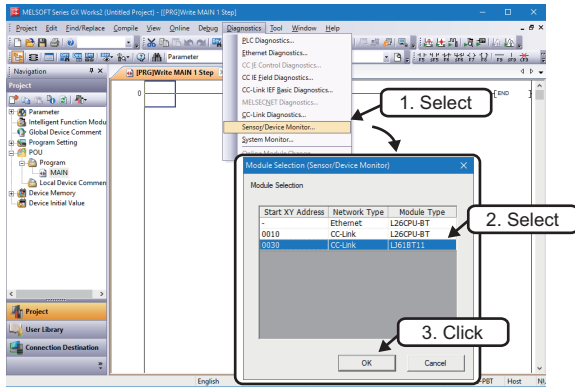 MELSOFT Series GX Works2 (Untitled Project) - [[PRG]Write MAIN 1 Step]
Project Edit Find/Replace Compile View Online Debug Diagnostics Tool Window Help
Parameter
Navigation
[PRG]Write MAIN 1 Step
Project
Parameter
Intelligent Function Modu
Global Device Comment
Program Setting
POU
Program
MAIN
Local Device Commen
Device Memory
Device Initial Value
Project
User Library
Connection Destination
0
END
PLC Diagnostics...
Ethernet Diagnostics...
CC IE Control Diagnostics...
CC IE Field Diagnostics...
CC-Link IEF Basic Diagnostics...
MELSECNET Diagnostics...
CC-Link Diagnostics...
Sensor/Device Monitor...
System Monitor...
Online Module Change...
1. Select
Module Selection (Sensor/Device Monitor)
Module Selection
Start XY Address Network Type Module Type
- Ethernet L26CPU-BT
0010 CC-Link L26CPU-BT
0030 CC-Link LJ61BT11
2. Select
3. Click
OK Cancel
English
-PBT Host